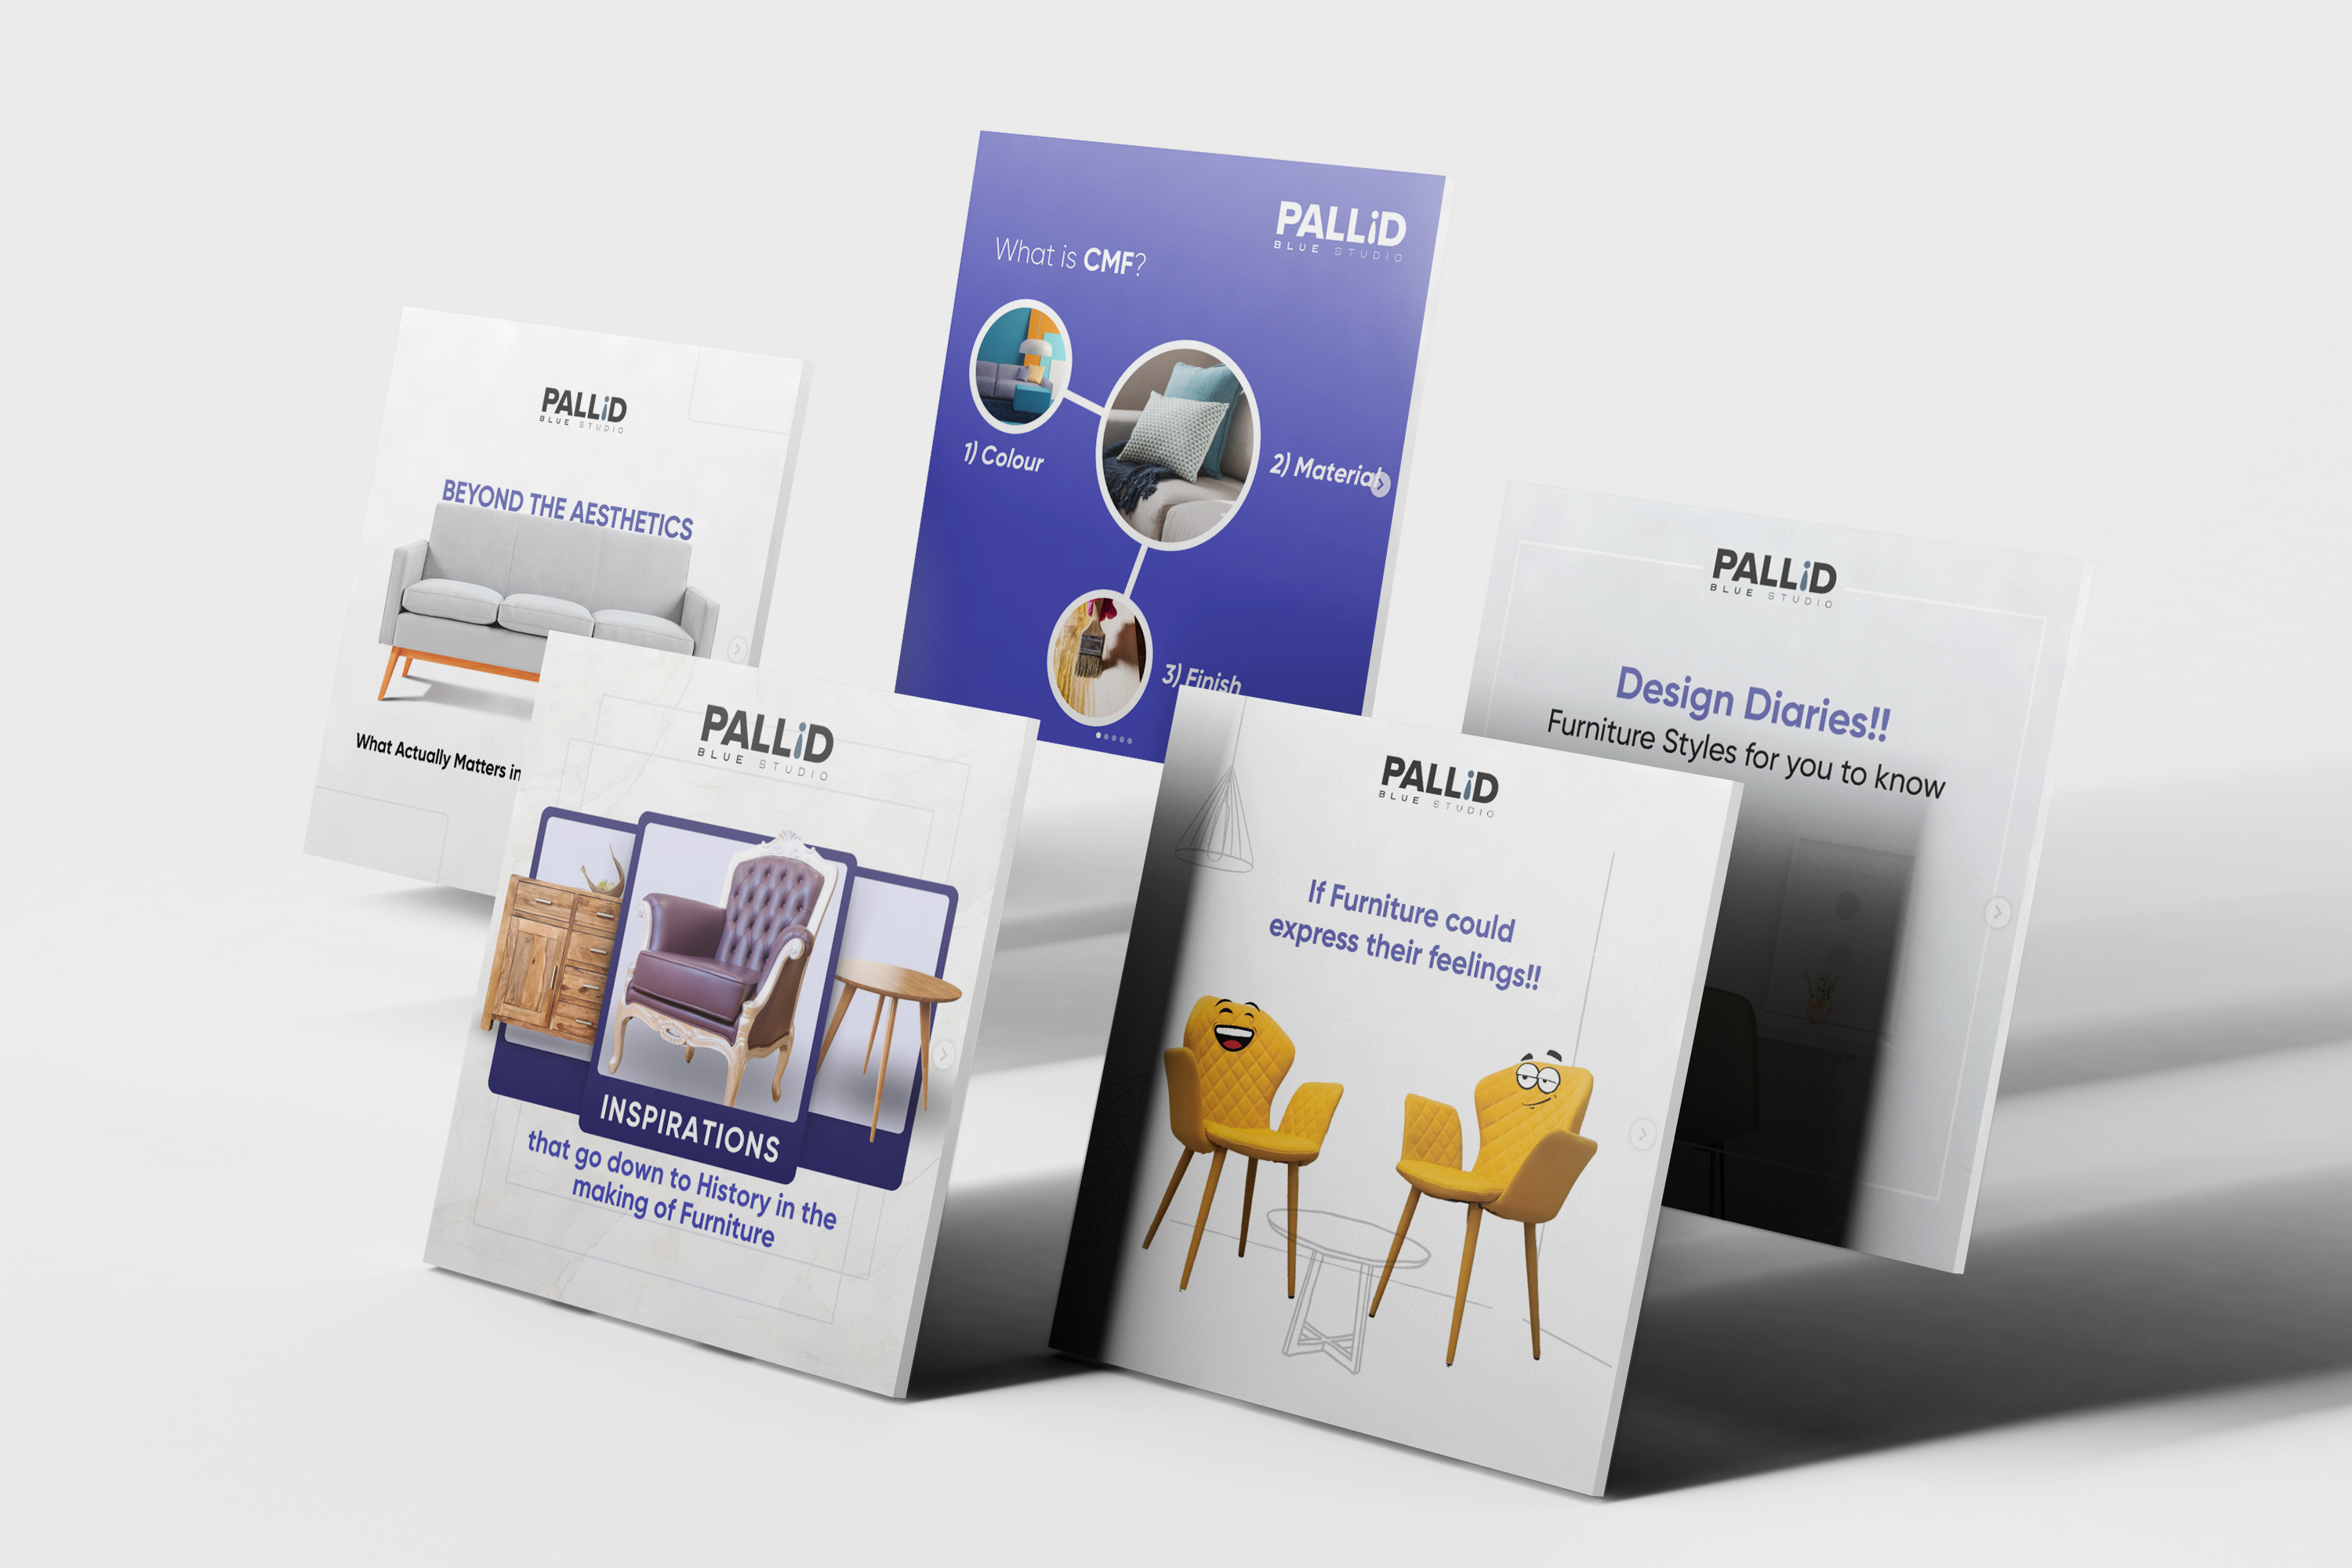 PALLiD
BLUE STUDIO
BEYOND THE AESTHETICS
What Actually Matters in
PALLiD
BLUE STUDIO
What is CMF?
1) Colour
2) Material
3) Finish
PALLiD
BLUE STUDIO
Design Diaries!!
Furniture Styles for you to know
PALLiD
BLUE STUDIO
INSPIRATIONS
that go down to History in the
making of Furniture
PALLiD
BLUE STUDIO
If Furniture could
express their feelings!!